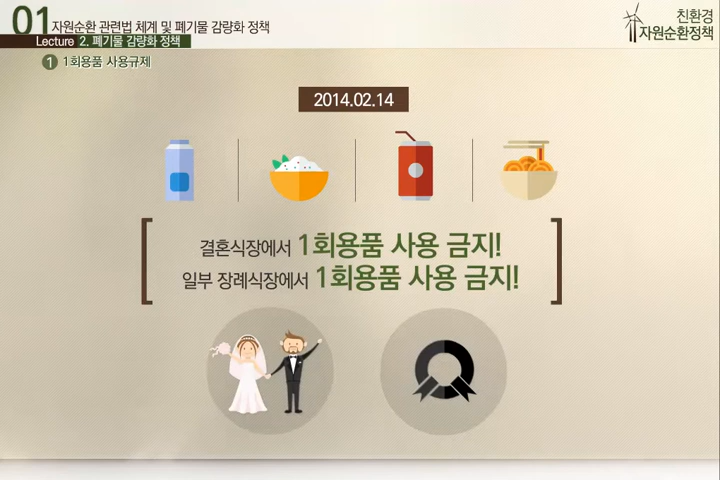 01 자원순환 관련법 체계 및 폐기물 감량화 정책
Lecture 2. 폐기물 감량화 정책
1 1회용품 사용규제
친환경
자원순환정책
2014.02.14
결혼식장에서 1회용품 사용 금지!
일부 장례식장에서 1회용품 사용 금지!